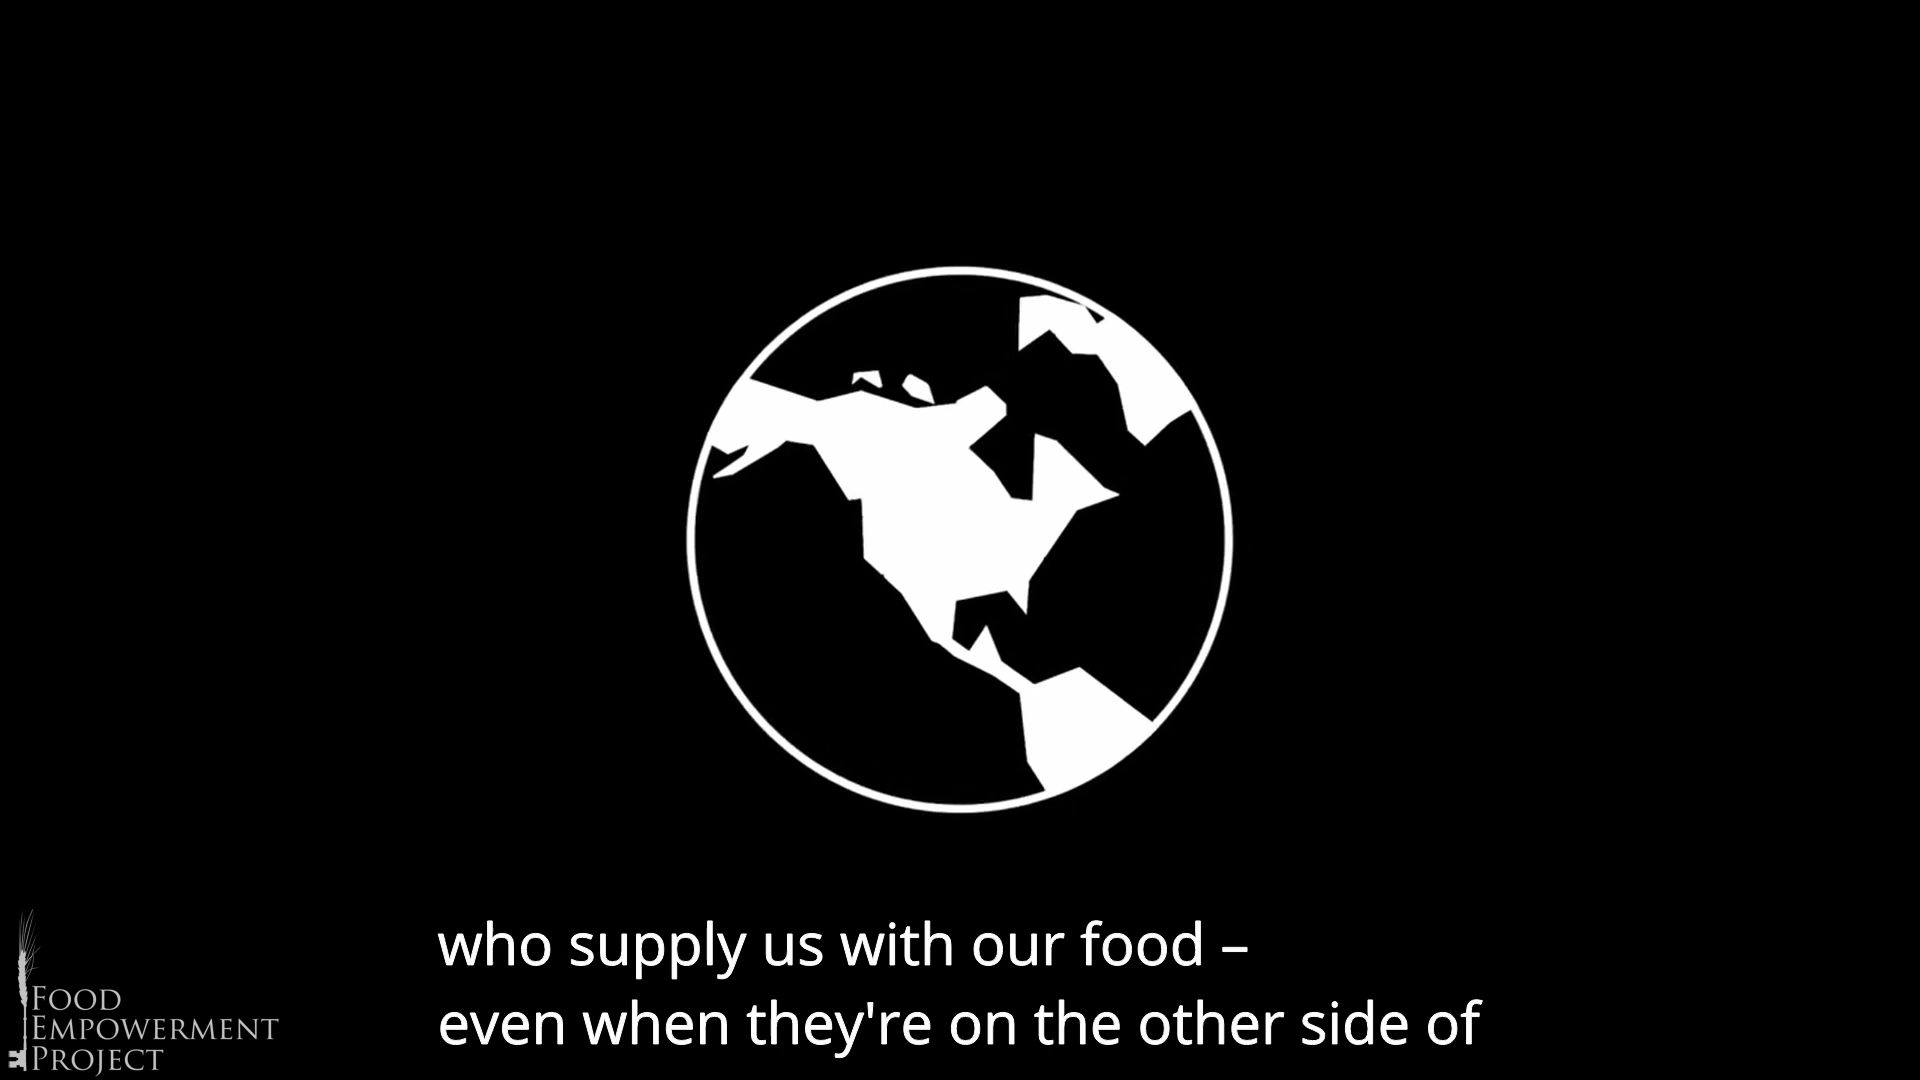 who supply us with our food –
even when they're on the other side of
FOOD
EMPOWERMENT
PROJECT